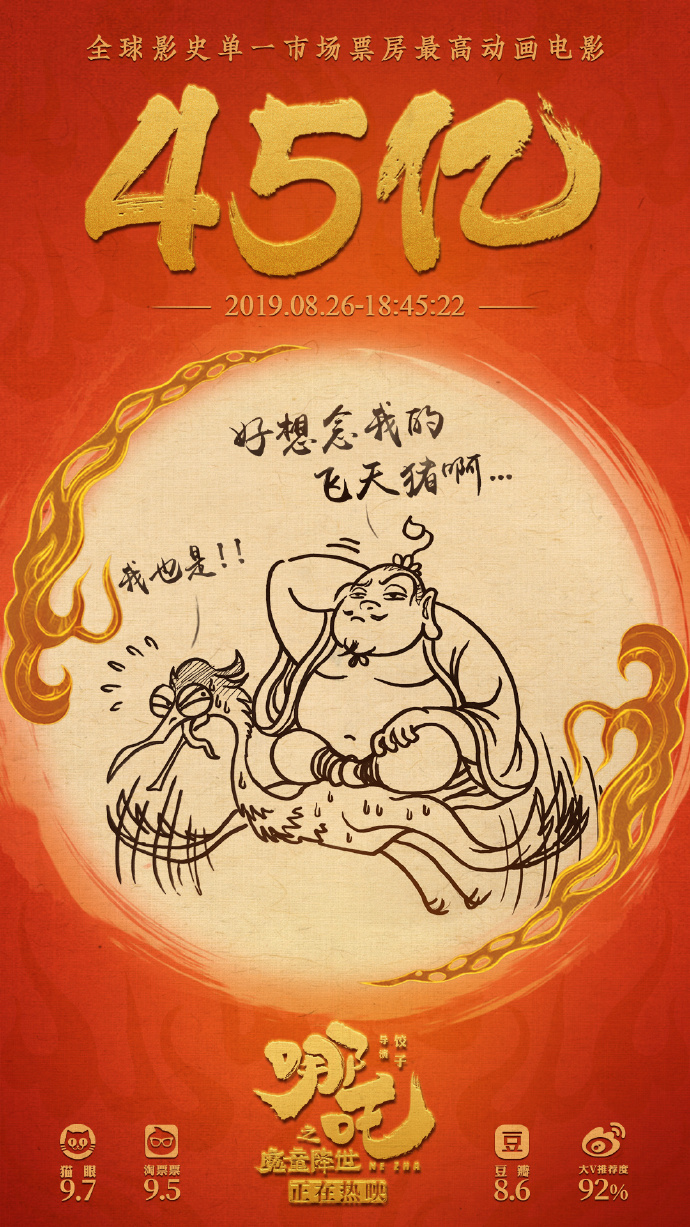 全球影史单一市场票房最高动画电影
45亿
2019.08.26-18:45:22
好想念我的
飞天猪啊...
我也是!!
哪吒
之
魔童降世
NE ZHA
导演
饺子
正在热映
猫眼
9.7
淘票票
9.5
豆
豆瓣
8.6
大V推荐度
92%